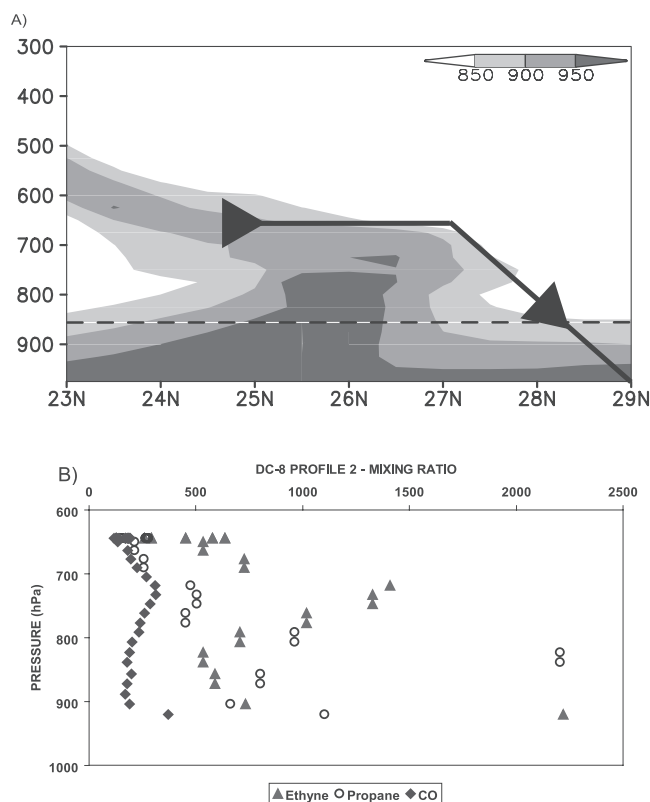 A)
300
400
500
600
700
800
900
850 900 950
23N 24N 25N 26N 27N 28N 29N
B)
DC-8 PROFILE 2 - MIXING RATIO
0 500 1000 1500 2000 2500
600
700
800
900
1000
PRESSURE (hPa)
Ethyne Propane CO